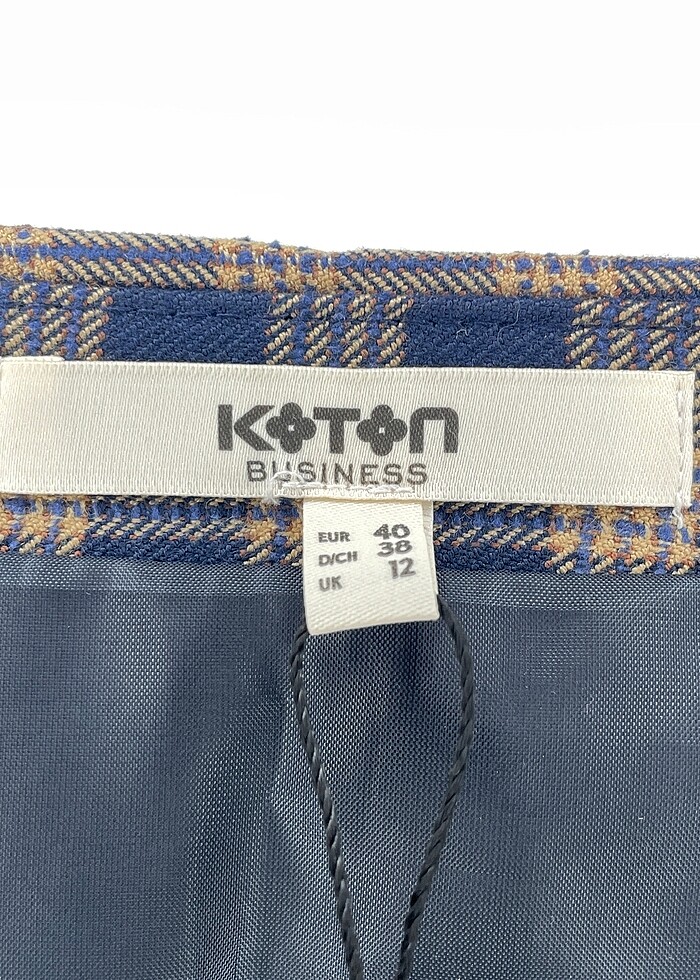 KOTON
BUSINESS
EUR 40
D/CH 38
UK 12